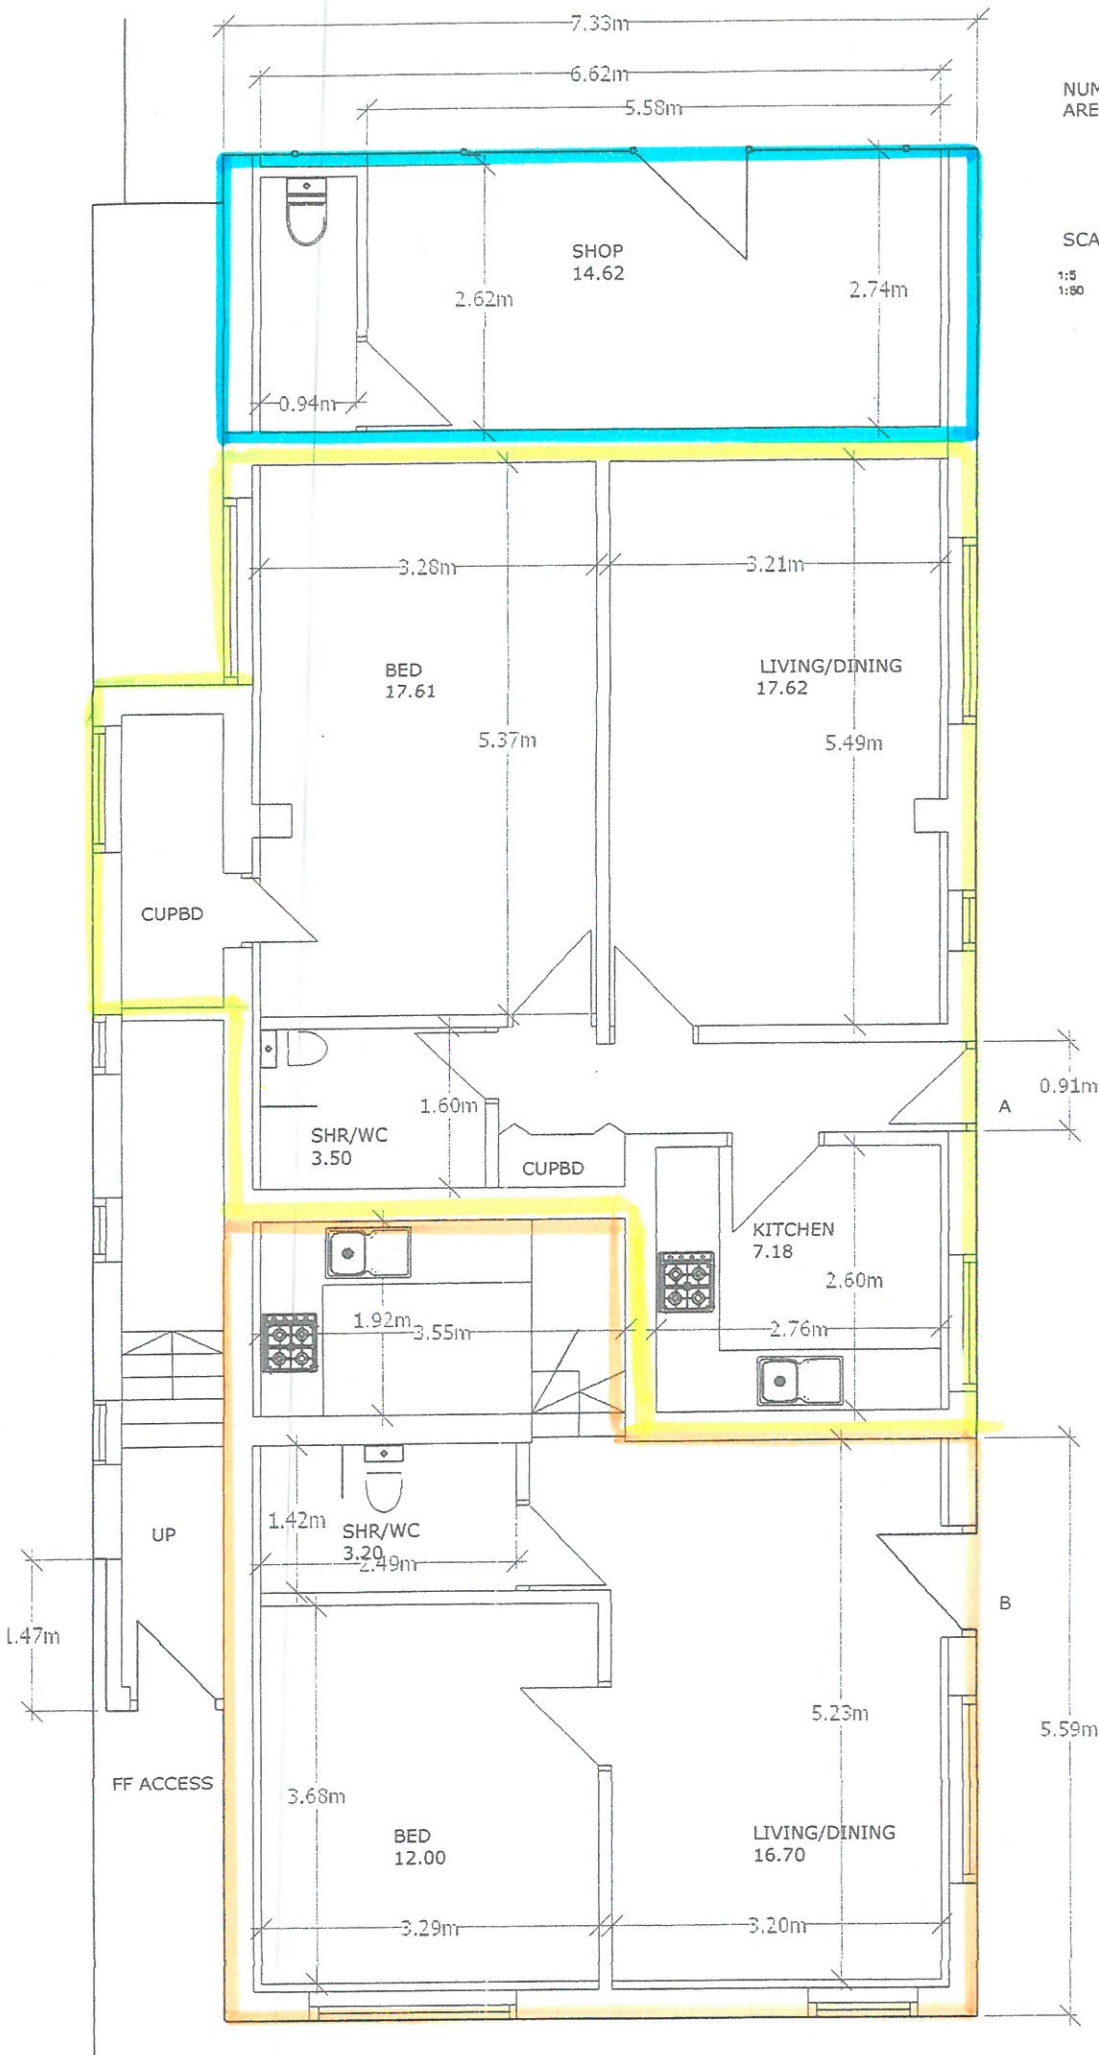 7.33m
6.62m
5.58m
NUM
ARE
SHOP
14.62
SCA
1:5
1:50
2.62m
2.74m
0.94m
3.28m
3.21m
BED
17.61
LIVING/DINING
17.62
5.37m
5.49m
CUPBD
0.91m
A
1.60m
SHR/WC
3.50
CUPBD
KITCHEN
7.18
2.60m
1.92m
3.55m
2.76m
1.42m
SHR/WC
3.20
2.49m
UP
B
1.47m
5.23m
5.59m
FF ACCESS
3.68m
BED
12.00
LIVING/DINING
16.70
3.29m
3.20m